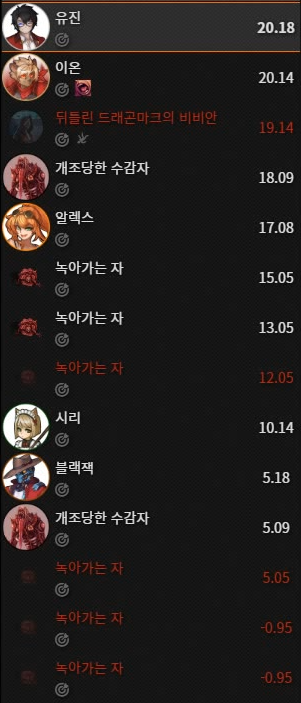 유진
20.18
이온
20.14
뒤틀린 드래곤마크의 비비안
19.14
개조당한 수감자
18.09
알렉스
17.08
녹아가는 자
15.05
녹아가는 자
13.05
녹아가는 자
12.05
시리
10.14
블랙잭
5.18
개조당한 수감자
5.09
녹아가는 자
5.05
녹아가는 자
-0.95
녹아가는 자
-0.95